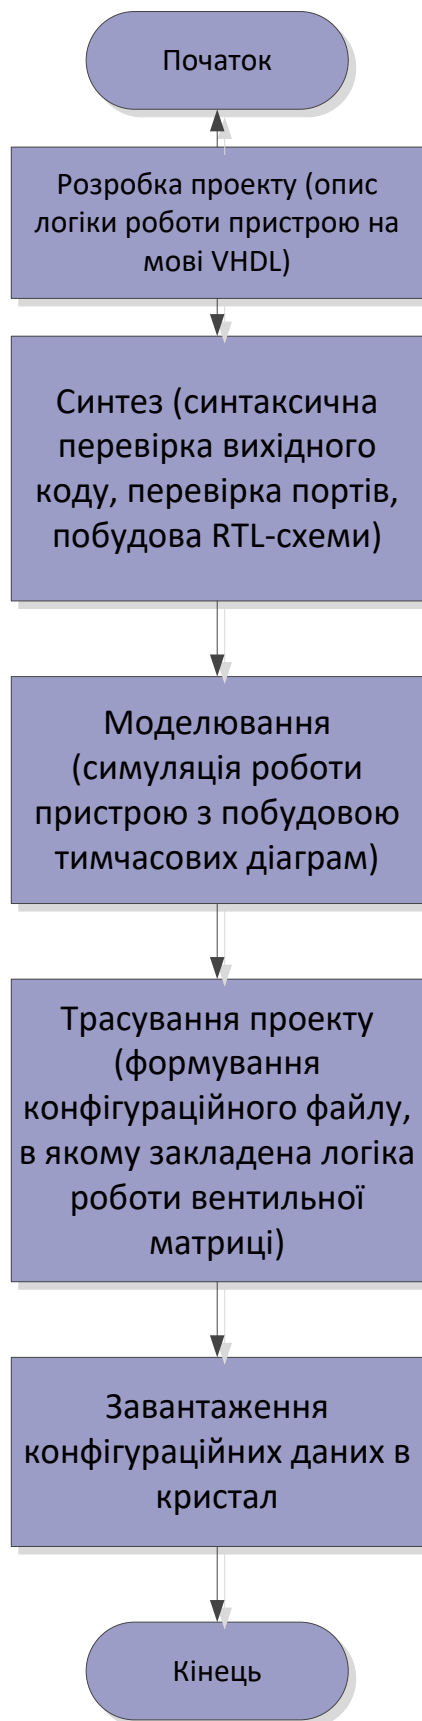 Початок
Розробка проекту (опис
логіки роботи пристрою на
мові VHDL)
Синтез (синтаксична
перевірка вихідного
коду, перевірка портів,
побудова RTL-схеми)
Моделювання
(симуляція роботи
пристрою з побудовою
тимчасових діаграм)
Трасування проекту
(формування
конфігураційного файлу,
в якому закладена логіка
роботи вентильної
матриці)
Завантаження
конфігураційних даних в
кристал
Кінець